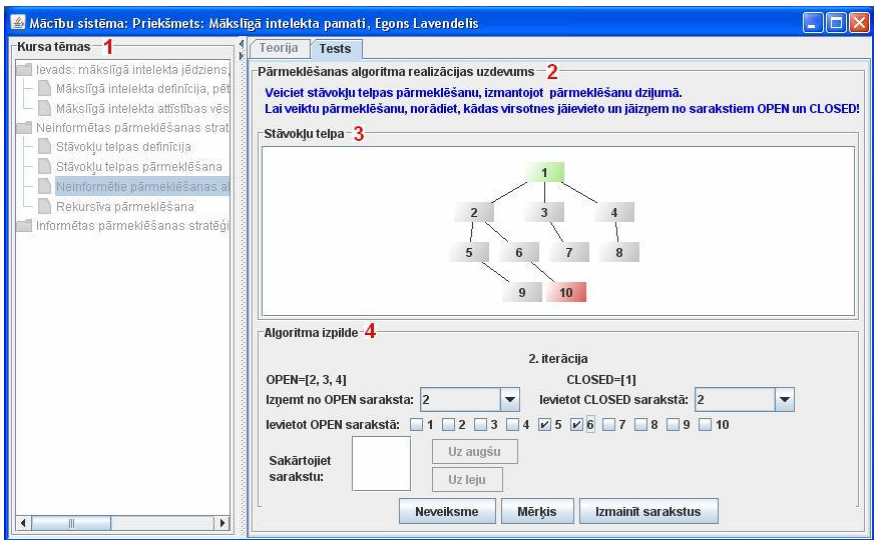 Mācību sistēma: Priekšmets: Mākslīgā intelekta pamati, Egons Lavendelis
Kursa tēmas 1
Ievads: mākslīgā intelekta jēdziens,
Mākslīgā intelekta definīcija, pēt
Mākslīgā intelekta attīstības vēs
Neinformētas pārmeklēšanas strat
Stāvokļu telpas definīcija
Stāvokļu telpas pārmeklēšana
Neinformētie pārmeklēšanas al
Rekursīva pārmeklēšana
Informētas pārmeklēšanas stratēģi
Teorija Tests
Pārmeklēšanas algoritma realizācijas uzdevums 2
Veiciet stāvokļu telpas pārmeklēšanu, izmantojot pārmeklēšanu dziļumā.
Lai veiktu pārmeklēšanu, norādiet, kādas virsotnes jāievieto un jāizņem no sarakstiem OPEN un CLOSED!
Stāvokļu telpa 3
1
2 3 4
5 6 7 8
9 10
Algoritma izpilde 4
2. iterācija
OPEN=[2, 3, 4] CLOSED=[1]
Izņemt no OPEN saraksta: 2 Ievietot CLOSED sarakstā: 2
Ievietot OPEN sarakstā: 1 2 3 4 5 6 7 8 9 10
Sakārtojiet
sarakstu:
Uz augšu
Uz leju
Neveiksme Mērķis Izmainīt sarakstus